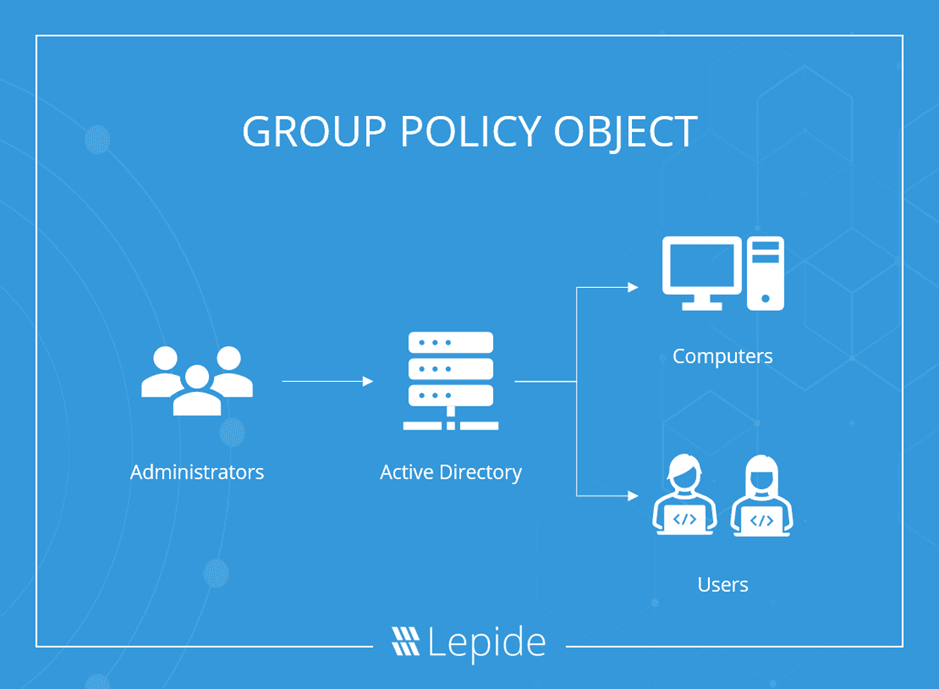 GROUP POLICY OBJECT
Computers
Administrators
Active Directory
</>
</>
Users
Lepide